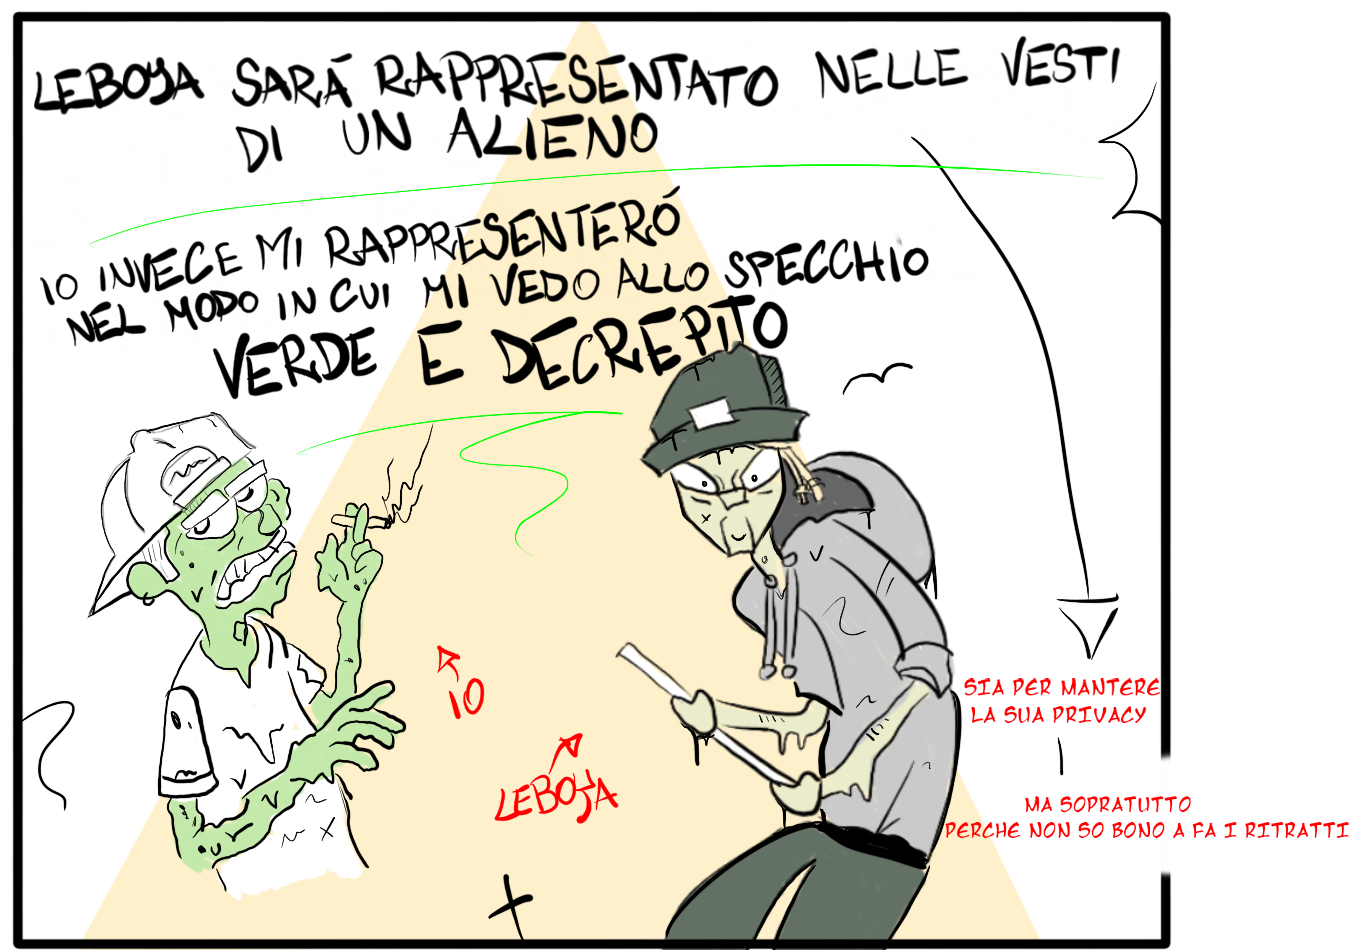 LEBOJA SARÁ RAPPRESENTATO NELLE VESTI
DI UN ALIENO
IO INVECE MI RAPPRESENTERÓ
NEL MODO IN CUI MI VEDO ALLO SPECCHIO
VERDE E DECREPITO
IO
LEBOJA
SIA PER MANTERE
LA SUA PRIVACY
MA SOPRATUTTO
PERCHE NON SO BONO A FA I RITRATTI